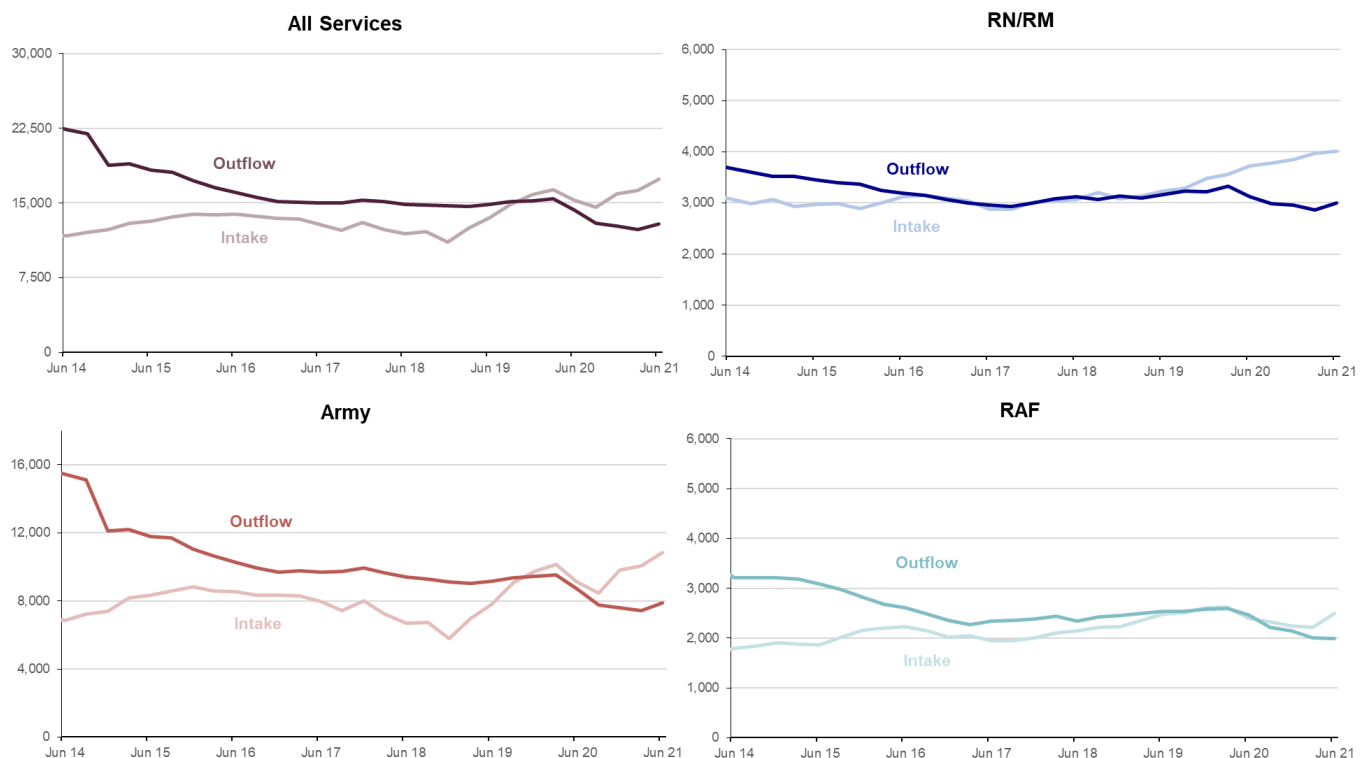 All Services
30,000
22,500
15,000
7,500
0
Outflow
Intake
Jun 14 Jun 15 Jun 16 Jun 17 Jun 18 Jun 19 Jun 20 Jun 21
RN/RM
6,000
5,000
4,000
3,000
2,000
1,000
0
Outflow
Intake
Jun 14 Jun 15 Jun 16 Jun 17 Jun 18 Jun 19 Jun 20 Jun 21
Army
16,000
12,000
8,000
4,000
0
Outflow
Intake
Jun 14 Jun 15 Jun 16 Jun 17 Jun 18 Jun 19 Jun 20 Jun 21
RAF
6,000
5,000
4,000
3,000
2,000
1,000
0
Outflow
Intake
Jun 14 Jun 15 Jun 16 Jun 17 Jun 18 Jun 19 Jun 20 Jun 21